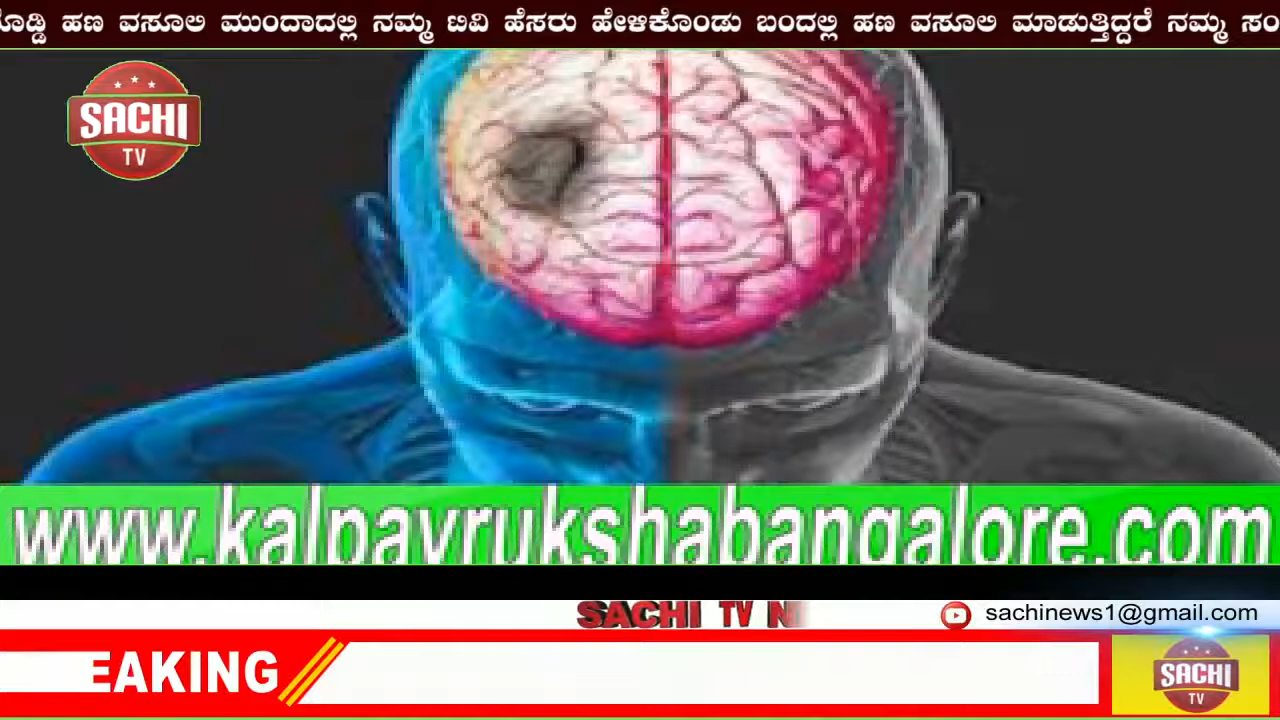 ಹಣ ವಸೂಲಿ ಮುಂದಾದಲ್ಲಿ ನಮ್ಮ ಟಿವಿ ಹೆಸರು ಹೇಳಿಕೊಂಡು ಬಂದಲ್ಲಿ ಹಣ ವಸೂಲಿ ಮಾಡುತ್ತಿದ್ದರೆ ನಮ್ಮ
SACHI
TV
www.kalpavrukshabangalore.com
SACHI TV N
sachinews1@gmail.com
EAKING
SACHI
TV